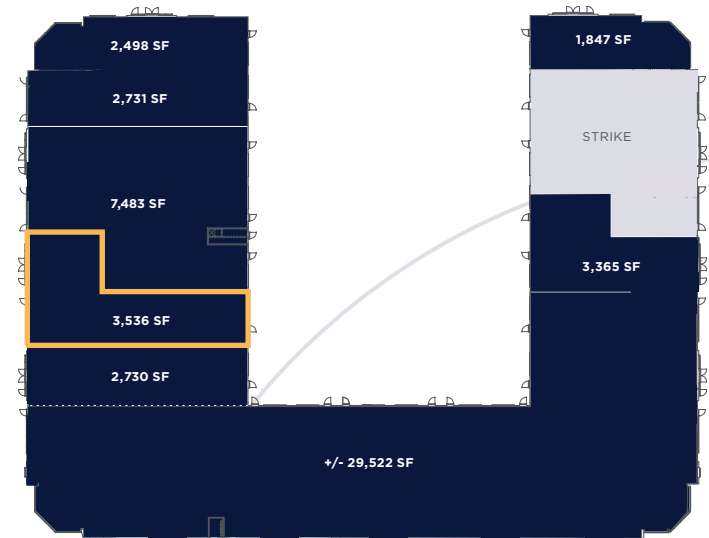 2,498 SF
1,847 SF
2,731 SF
STRIKE
7,483 SF
3,365 SF
3,536 SF
2,730 SF
+/- 29,522 SF